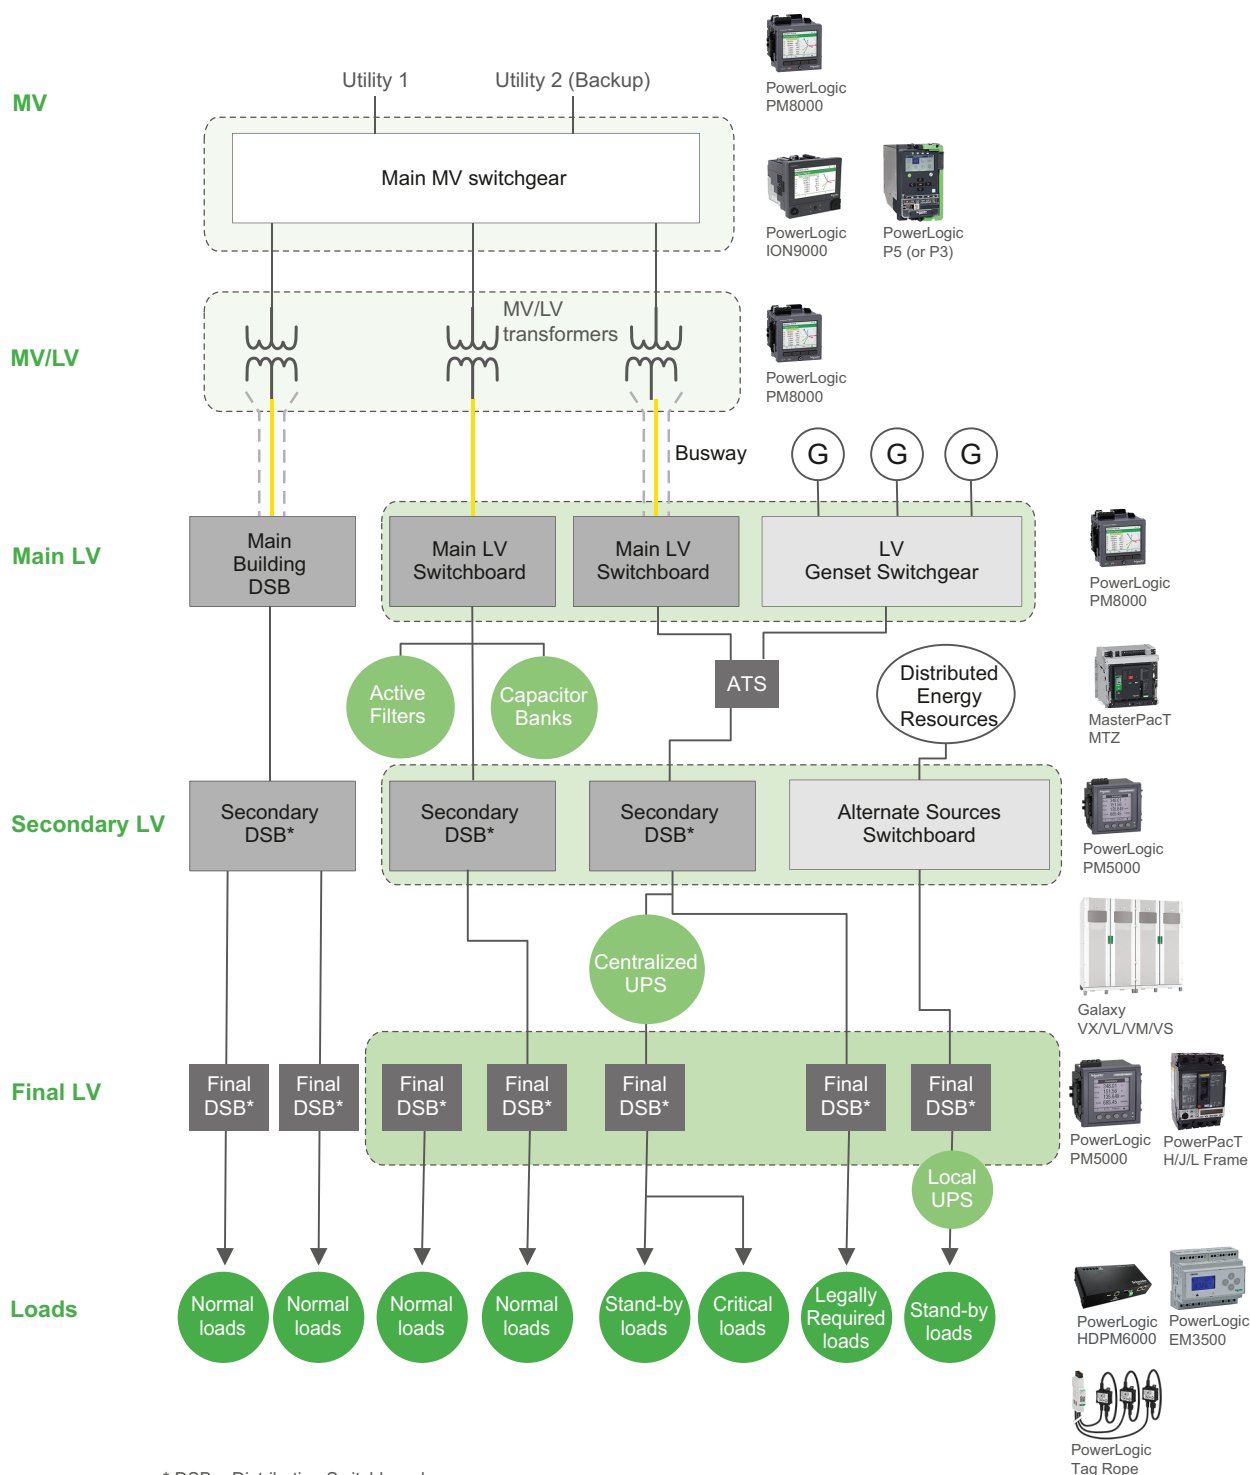 PowerLogic
PM8000
Utility 1
Utility 2 (Backup)
MV
Main MV switchgear
PowerLogic
ION9000
PowerLogic
P5 (or P3)
MV/LV
transformers
MV/LV
PowerLogic
PM8000
Busway
G
G
G
Main LV
Main
Building
DSB
Main LV
Switchboard
Main LV
Switchboard
LV
Genset Switchgear
PowerLogic
PM8000
Active
Filters
Capacitor
Banks
ATS
Distributed
Energy
Resources
MasterPacT
MTZ
Secondary LV
Secondary
DSB*
Secondary
DSB*
Secondary
DSB*
Alternate Sources
Switchboard
PowerLogic
PM5000
Centralized
UPS
Galaxy
VX/VL/VM/VS
Final LV
Final
DSB*
Final
DSB*
Final
DSB*
Final
DSB*
Final
DSB*
Final
DSB*
Final
DSB*
PowerLogic
PM5000
PowerPacT
H/J/L Frame
Local
UPS
Loads
Normal
loads
Normal
loads
Normal
loads
Normal
loads
Stand-by
loads
Critical
loads
Legally
Required
loads
Stand-by
loads
PowerLogic
HDPM6000
PowerLogic
EM3500
PowerLogic
Tag Rope